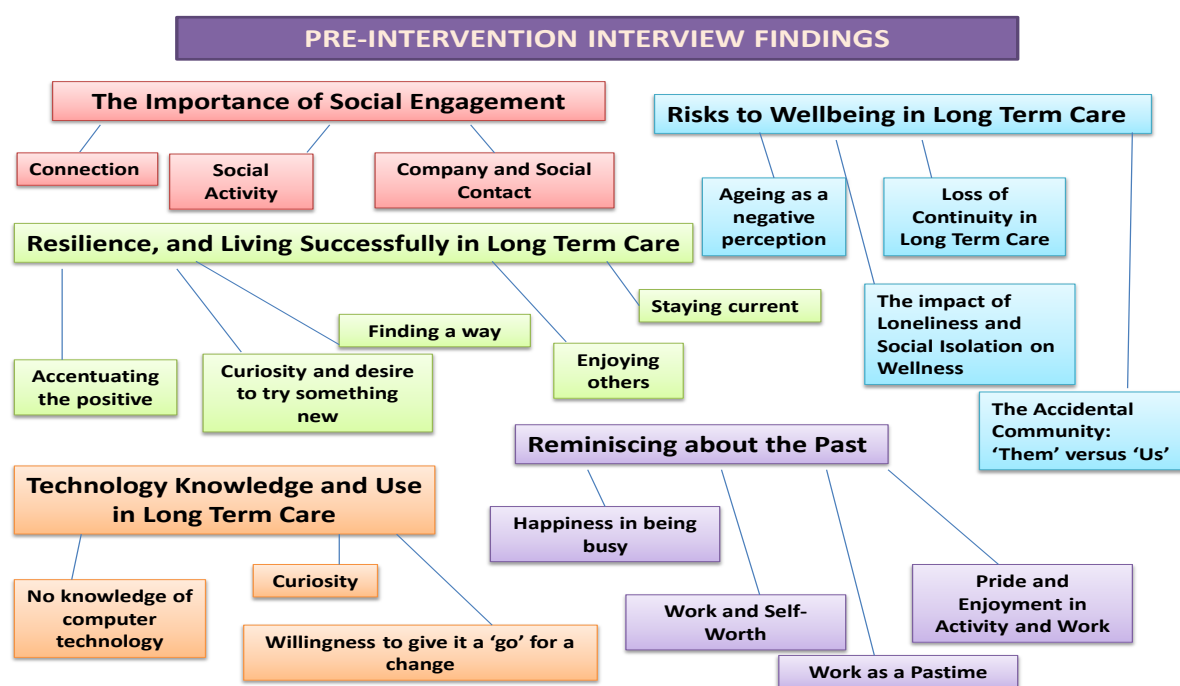 PRE-INTERVENTION INTERVIEW FINDINGS
The Importance of Social Engagement
Connection
Social
Activity
Company and Social
Contact
Risks to Wellbeing in Long Term Care
Ageing as a
negative
perception
Loss of
Continuity in
Long Term Care
The impact of
Loneliness and
Social Isolation on
Wellness
The Accidental
Community:
‘Them’ versus ‘Us’
Resilience, and Living Successfully in Long Term Care
Accentuating
the positive
Curiosity and desire
to try something
new
Finding a way
Enjoying
others
Staying current
Reminiscing about the Past
Happiness in being
busy
Work and Self-
Worth
Work as a Pastime
Pride and
Enjoyment in
Activity and Work
Technology Knowledge and Use
in Long Term Care
No knowledge of
computer
technology
Curiosity
Willingness to give it a ‘go’ for a
change